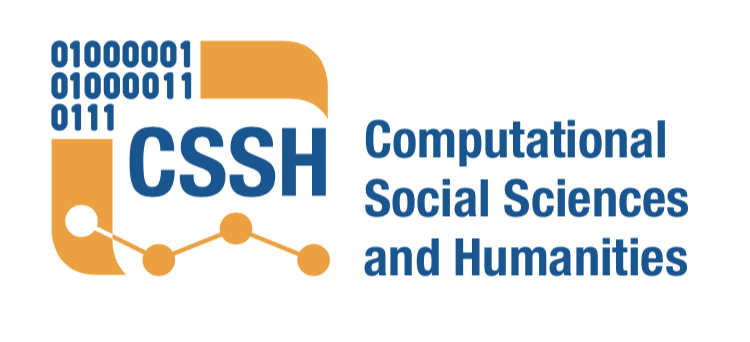 01000001
01000011
0111
CSSH
Computational
Social Sciences
and Humanities